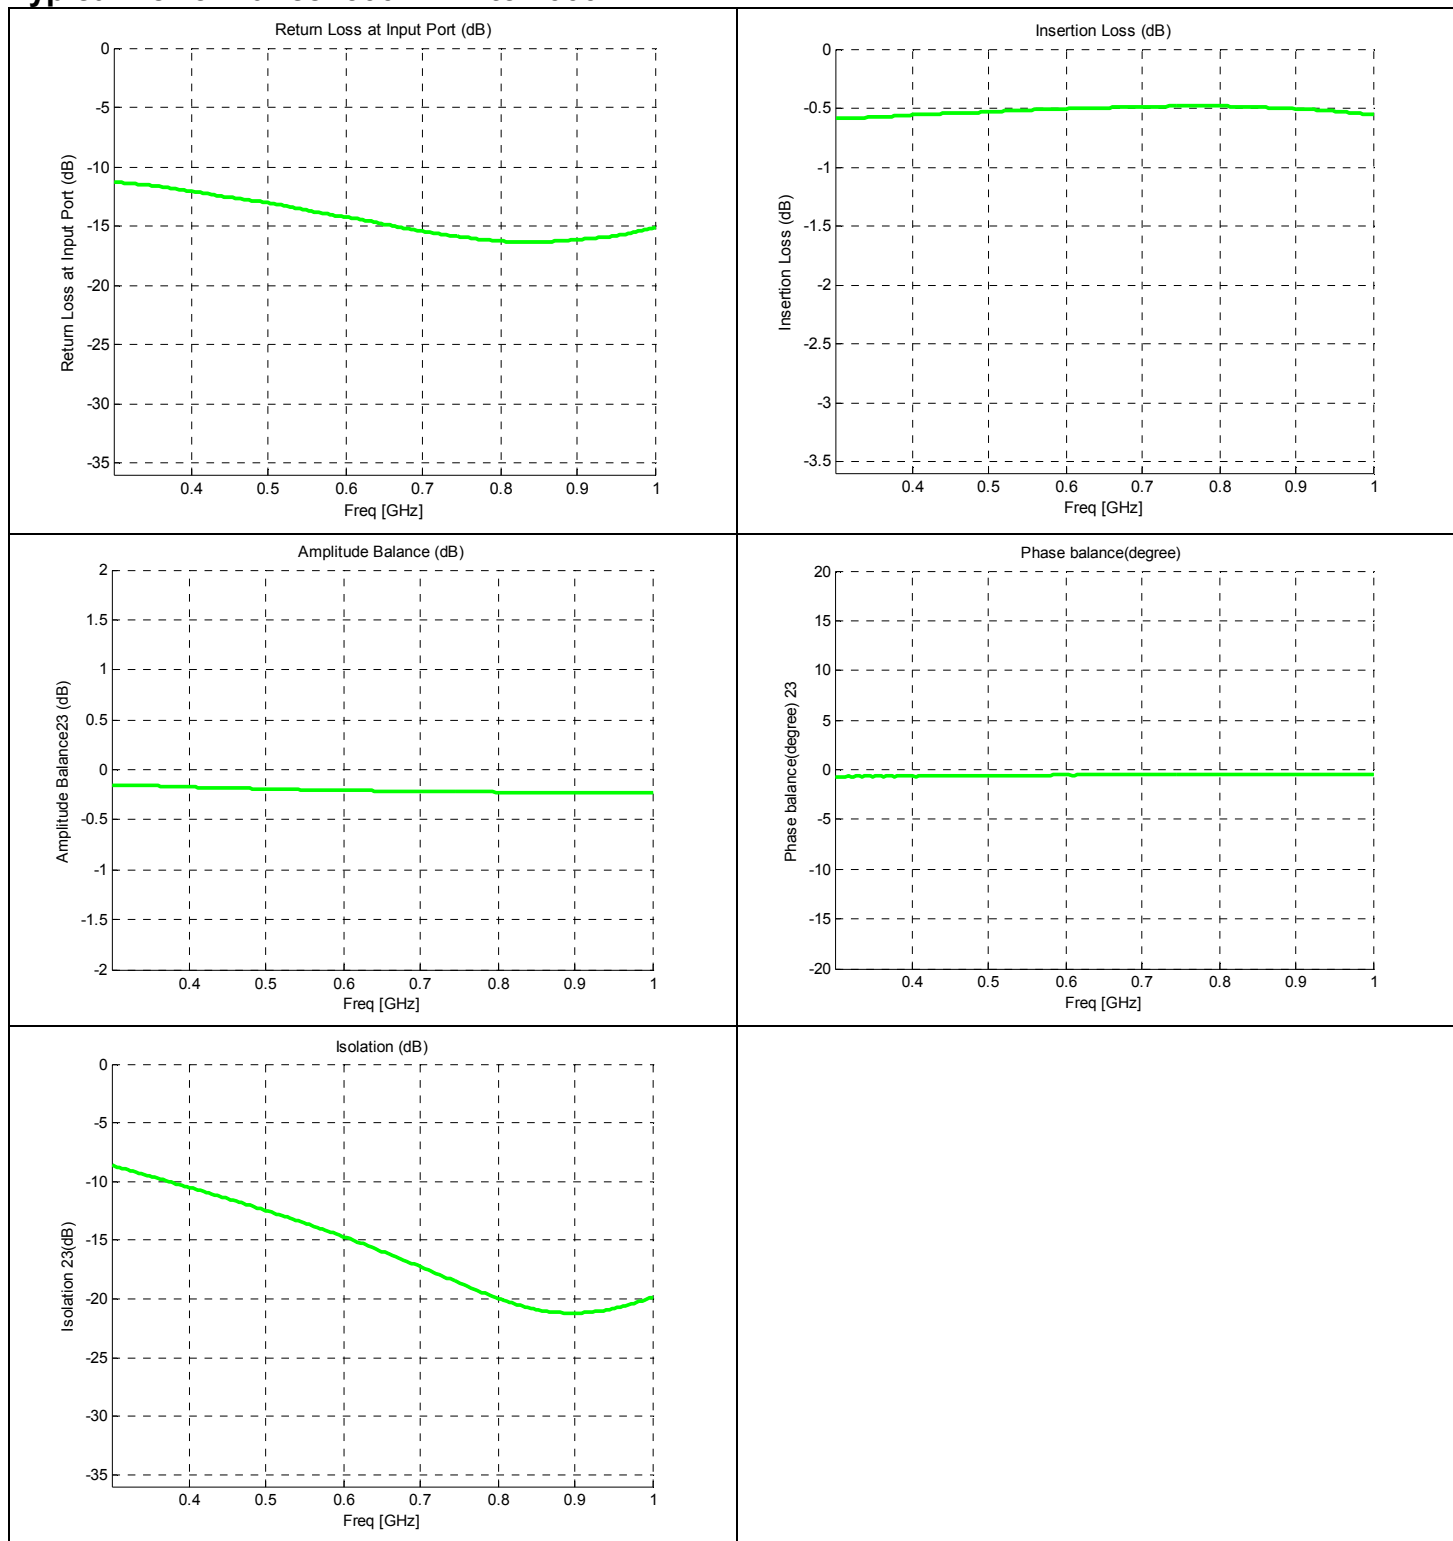 Return Loss at Input Port (dB)
0
-5
-10
-15
-20
-25
-30
-35
Return Loss at Input Port (dB)
0.4 0.5 0.6 0.7 0.8 0.9 1
Freq [GHz]
Insertion Loss (dB)
0
-0.5
-1
-1.5
-2
-2.5
-3
-3.5
Insertion Loss (dB)
0.4 0.5 0.6 0.7 0.8 0.9 1
Freq [GHz]
Amplitude Balance (dB)
2
1.5
1
0.5
0
-0.5
-1
-1.5
-2
Amplitude Balance23 (dB)
0.4 0.5 0.6 0.7 0.8 0.9 1
Freq [GHz]
Phase balance(degree)
20
15
10
5
0
-5
-10
-15
-20
Phase balance(degree) 23
0.4 0.5 0.6 0.7 0.8 0.9 1
Freq [GHz]
Isolation (dB)
0
-5
-10
-15
-20
-25
-30
-35
Isolation 23(dB)
0.4 0.5 0.6 0.7 0.8 0.9 1
Freq [GHz]